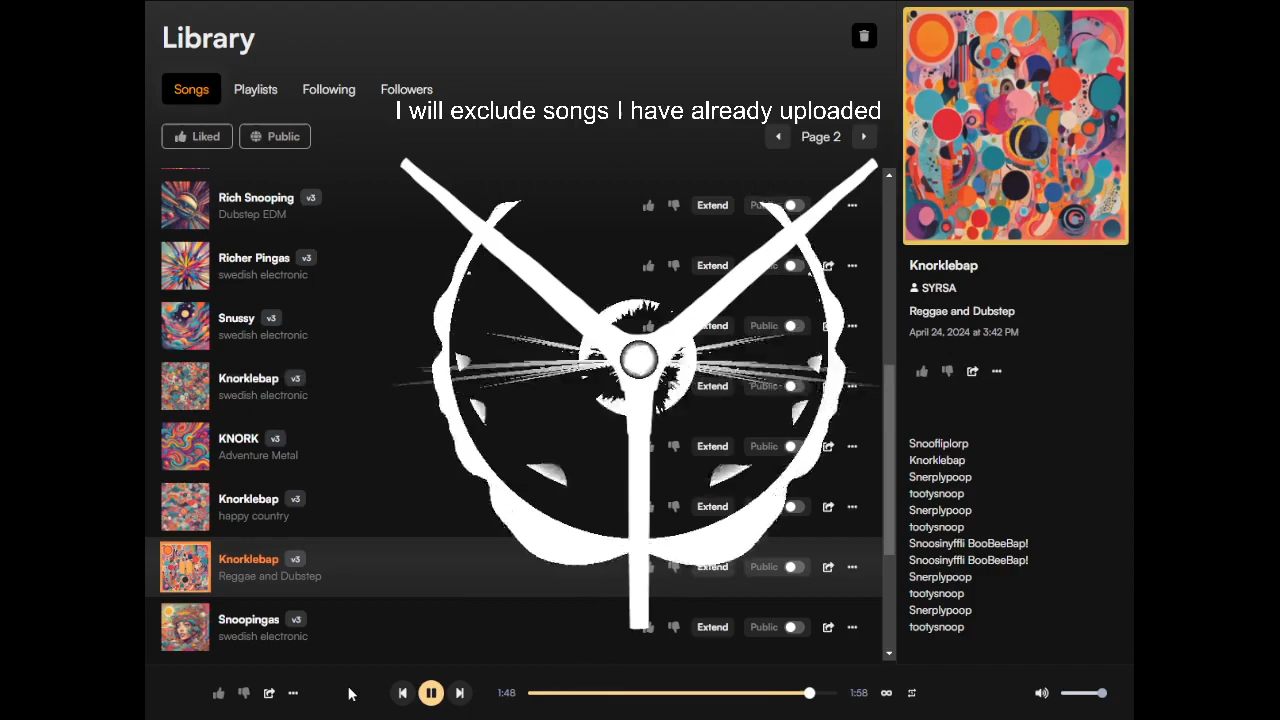 Library
Songs Playlists Following Followers
I will exclude songs I have already uploaded
Liked Public
Page 2
Rich Snooping v3
Dubstep EDM
Extend
Richer Pingas v3
swedish electronic
Extend
Snussy v3
swedish electronic
Public
Knorklebap v3
swedish electronic
Extend Public
KNORK v3
Adventure Metal
Extend Public
Knorklebap v3
happy country
Extend Public
Knorklebap v3
Reggae and Dubstep
Extend Public
Snoopingas v3
swedish electronic
Extend Public
Knorklebap
SYRSA
Reggae and Dubstep
April 24, 2024 at 3:42 PM
Snoofliplorp
Knorklebap
Snerplypoop
tootysnoop
Snerplypoop
tootysnoop
Snoosinyffli BooBeeBap!
Snoosinyffli BooBeeBap!
Snerplypoop
tootysnoop
Snerplypoop
tootysnoop
1:48 1:58